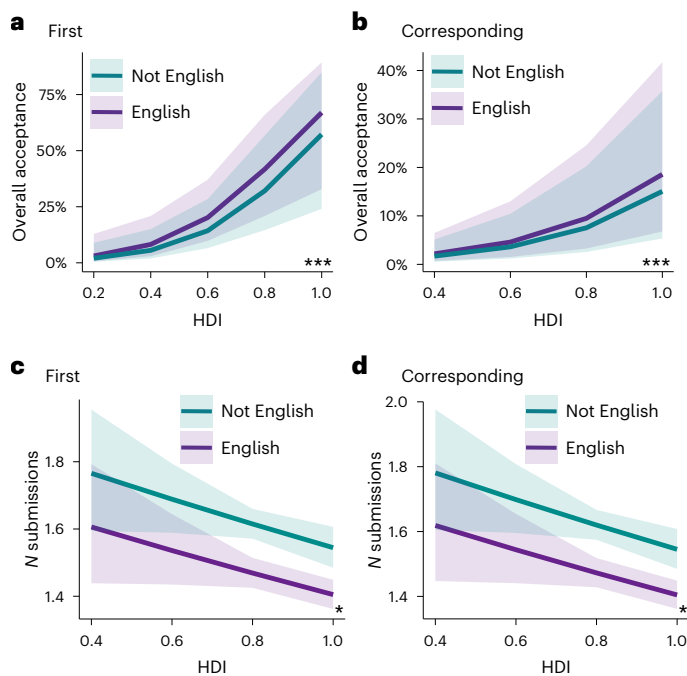 a First
Not English
English
Overall acceptance
75%
50%
25%
0%
0.2 0.4 0.6 0.8 1.0
HDI
***
b Corresponding
Not English
English
Overall acceptance
40%
30%
20%
10%
0%
0.4 0.6 0.8 1.0
HDI
***
c First
Not English
English
N submissions
1.8
1.6
1.4
0.4 0.6 0.8 1.0
HDI
*
d Corresponding
Not English
English
N submissions
2.0
1.8
1.6
1.4
0.4 0.6 0.8 1.0
HDI
*